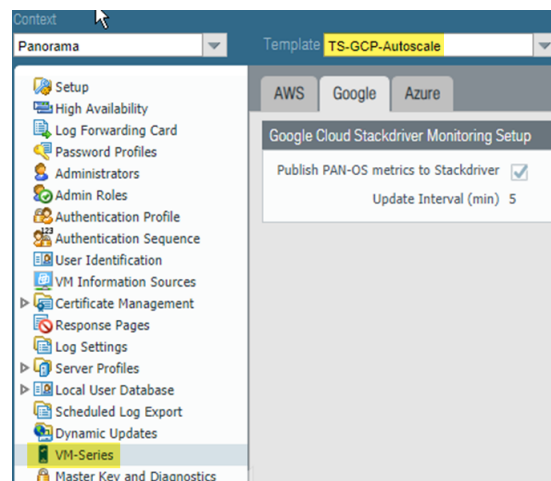 Context
Panorama
Template TS-GCP-Autoscale
Setup
High Availability
Log Forwarding Card
Password Profiles
Administrators
Admin Roles
Authentication Profile
Authentication Sequence
User Identification
VM Information Sources
Certificate Management
Response Pages
Log Settings
Server Profiles
Local User Database
Scheduled Log Export
Dynamic Updates
VM-Series
Master Key and Diagnostics
AWS Google Azure
Google Cloud Stackdriver Monitoring Setup
Publish PAN-OS metrics to Stackdriver
Update Interval (min) 5